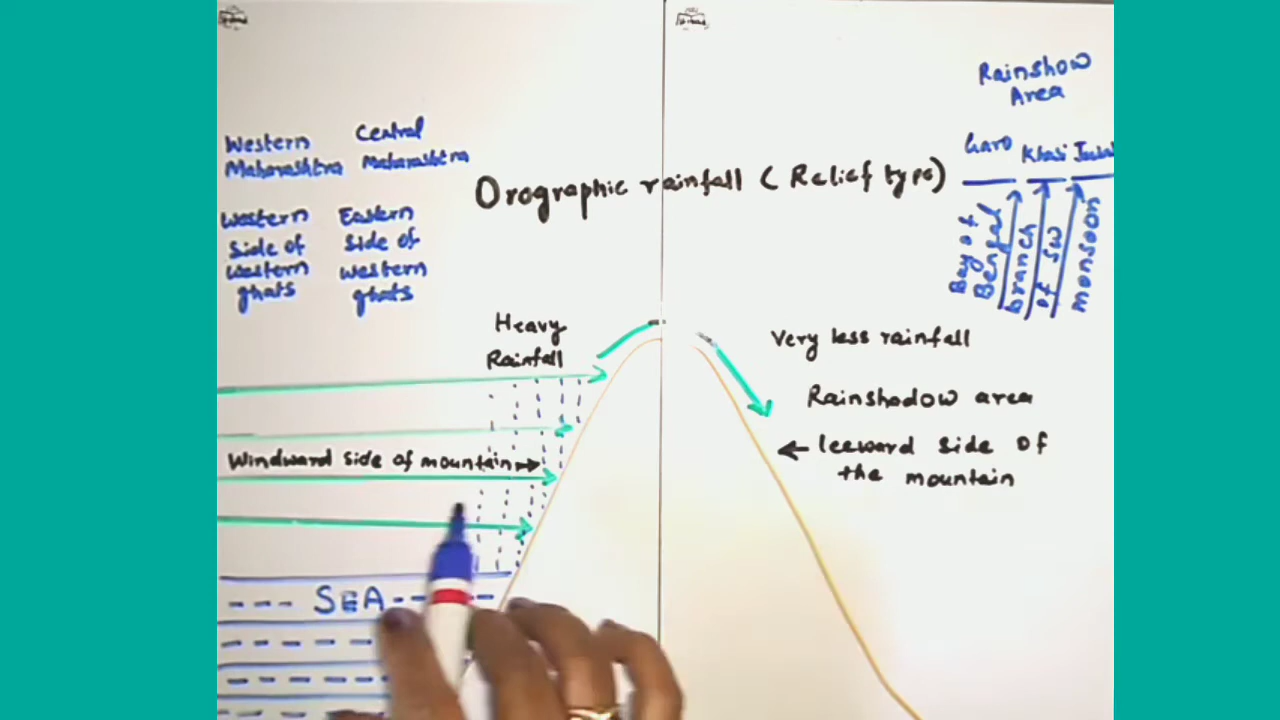 Rainshow
Area
Western
Maharashtra
Central
Maharashtra
Garo
Khasi
Orographic rainfall (Relief type)
Western
Side of
western
ghats
Eastern
Side of
western
ghats
Bay of
Bengal
branch
of SW
monsoon
Heavy
Rainfall
Very less rainfall
Rainshadow area
Windward side of mountain
leeward side of
the mountain
SEA